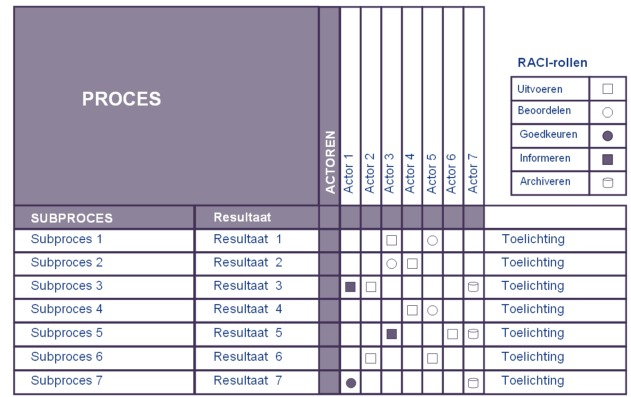 PROCES
ACTOREN
Actor 1
Actor 2
Actor 3
Actor 4
Actor 5
Actor 6
Actor 7
RACI-rollen
Uitvoeren
Beoordelen
Goedkeuren
Informeren
Archiveren
SUBPROCES Resultaat
Subproces 1 Resultaat 1 Toelichting
Subproces 2 Resultaat 2 Toelichting
Subproces 3 Resultaat 3 Toelichting
Subproces 4 Resultaat 4 Toelichting
Subproces 5 Resultaat 5 Toelichting
Subproces 6 Resultaat 6 Toelichting
Subproces 7 Resultaat 7 Toelichting